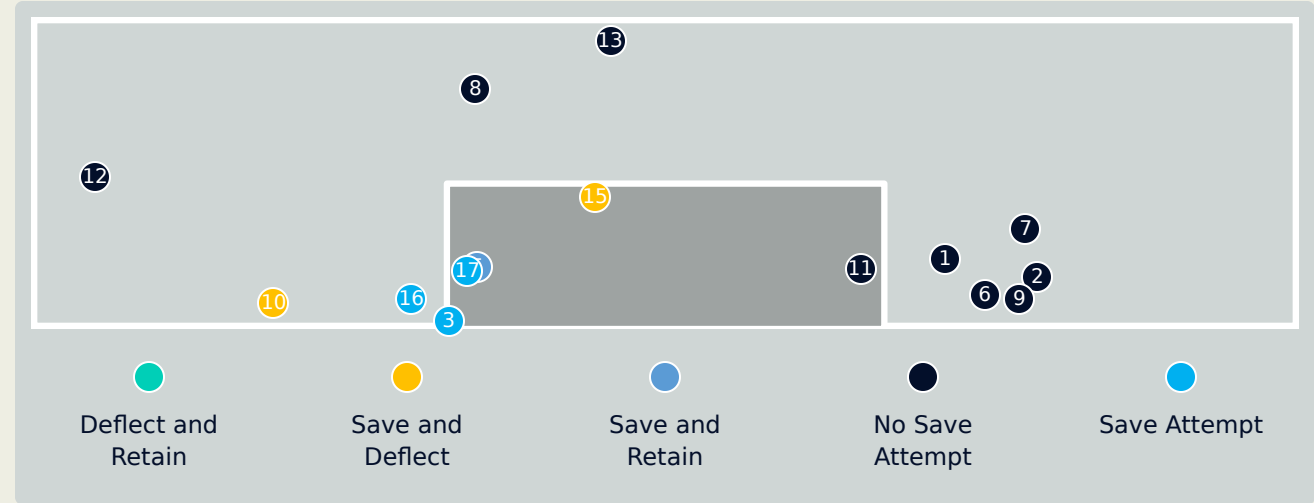 13
8
12
15
7
1
17
11
2
6
9
16
10
3
Deflect and
Retain
Save and
Deflect
Save and
Retain
No Save
Attempt
Save Attempt